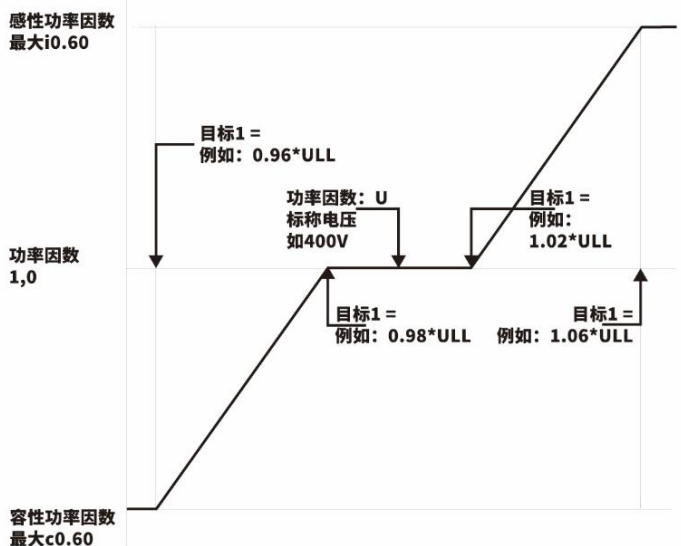 感性功率因数
最大i0.60
目标1 =
例如：0.96*ULL
功率因数：U
标称电压
如400V
目标1 =
例如：
1.02*ULL
功率因数
1,0
目标1 =
例如：0.98*ULL
目标1 =
例如：1.06*ULL
容性功率因数
最大c0.60